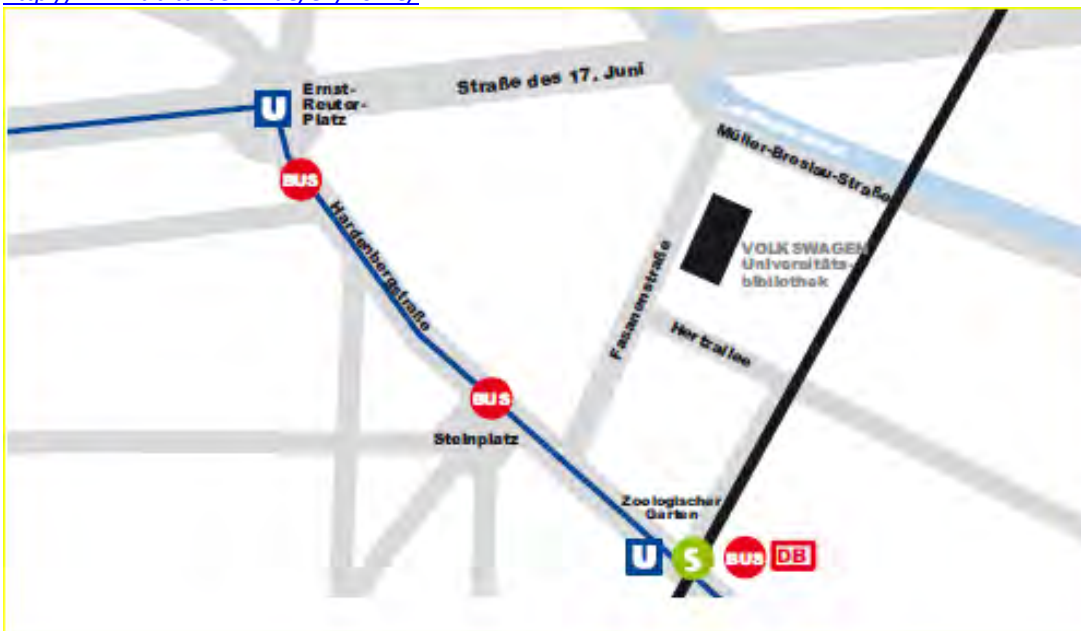 Straße des 17. Juni
Ernst-
Reuter-
Platz
U
BUS
Müller-Breslau-Straße
Hardenbergstraße
VOLKSWAGEN
Universitäts-
bibliothek
Fasanenstraße
Hertzallee
BUS
Steinplatz
Zoologischer
Garten
U S BUS DB